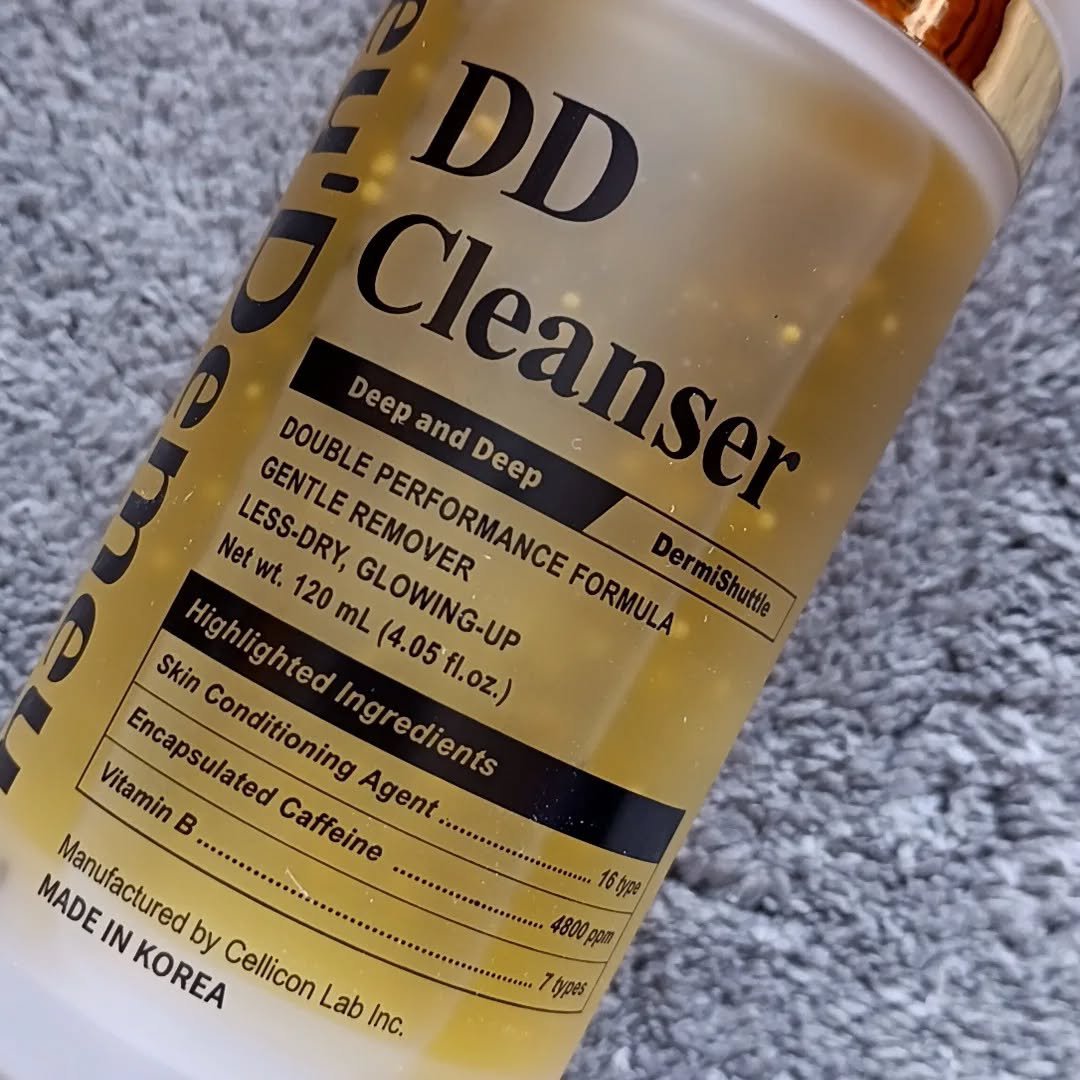 DD
Cleanser
Deep and Deep
DermiShuttle
DOUBLE PERFORMANCE FORMULA
GENTLE REMOVER
LESS-DRY, GLOWING-UP
Net wt. 120 mL (4.05 fl.oz.)
Highlighted Ingredients
Skin Conditioning Agent ........................ 16 type
Encapsulated Caffeine ........................ 4800 ppm
Vitamin B ................................................ 7 types
Manufactured by Cellicon Lab Inc.
MADE IN KOREA